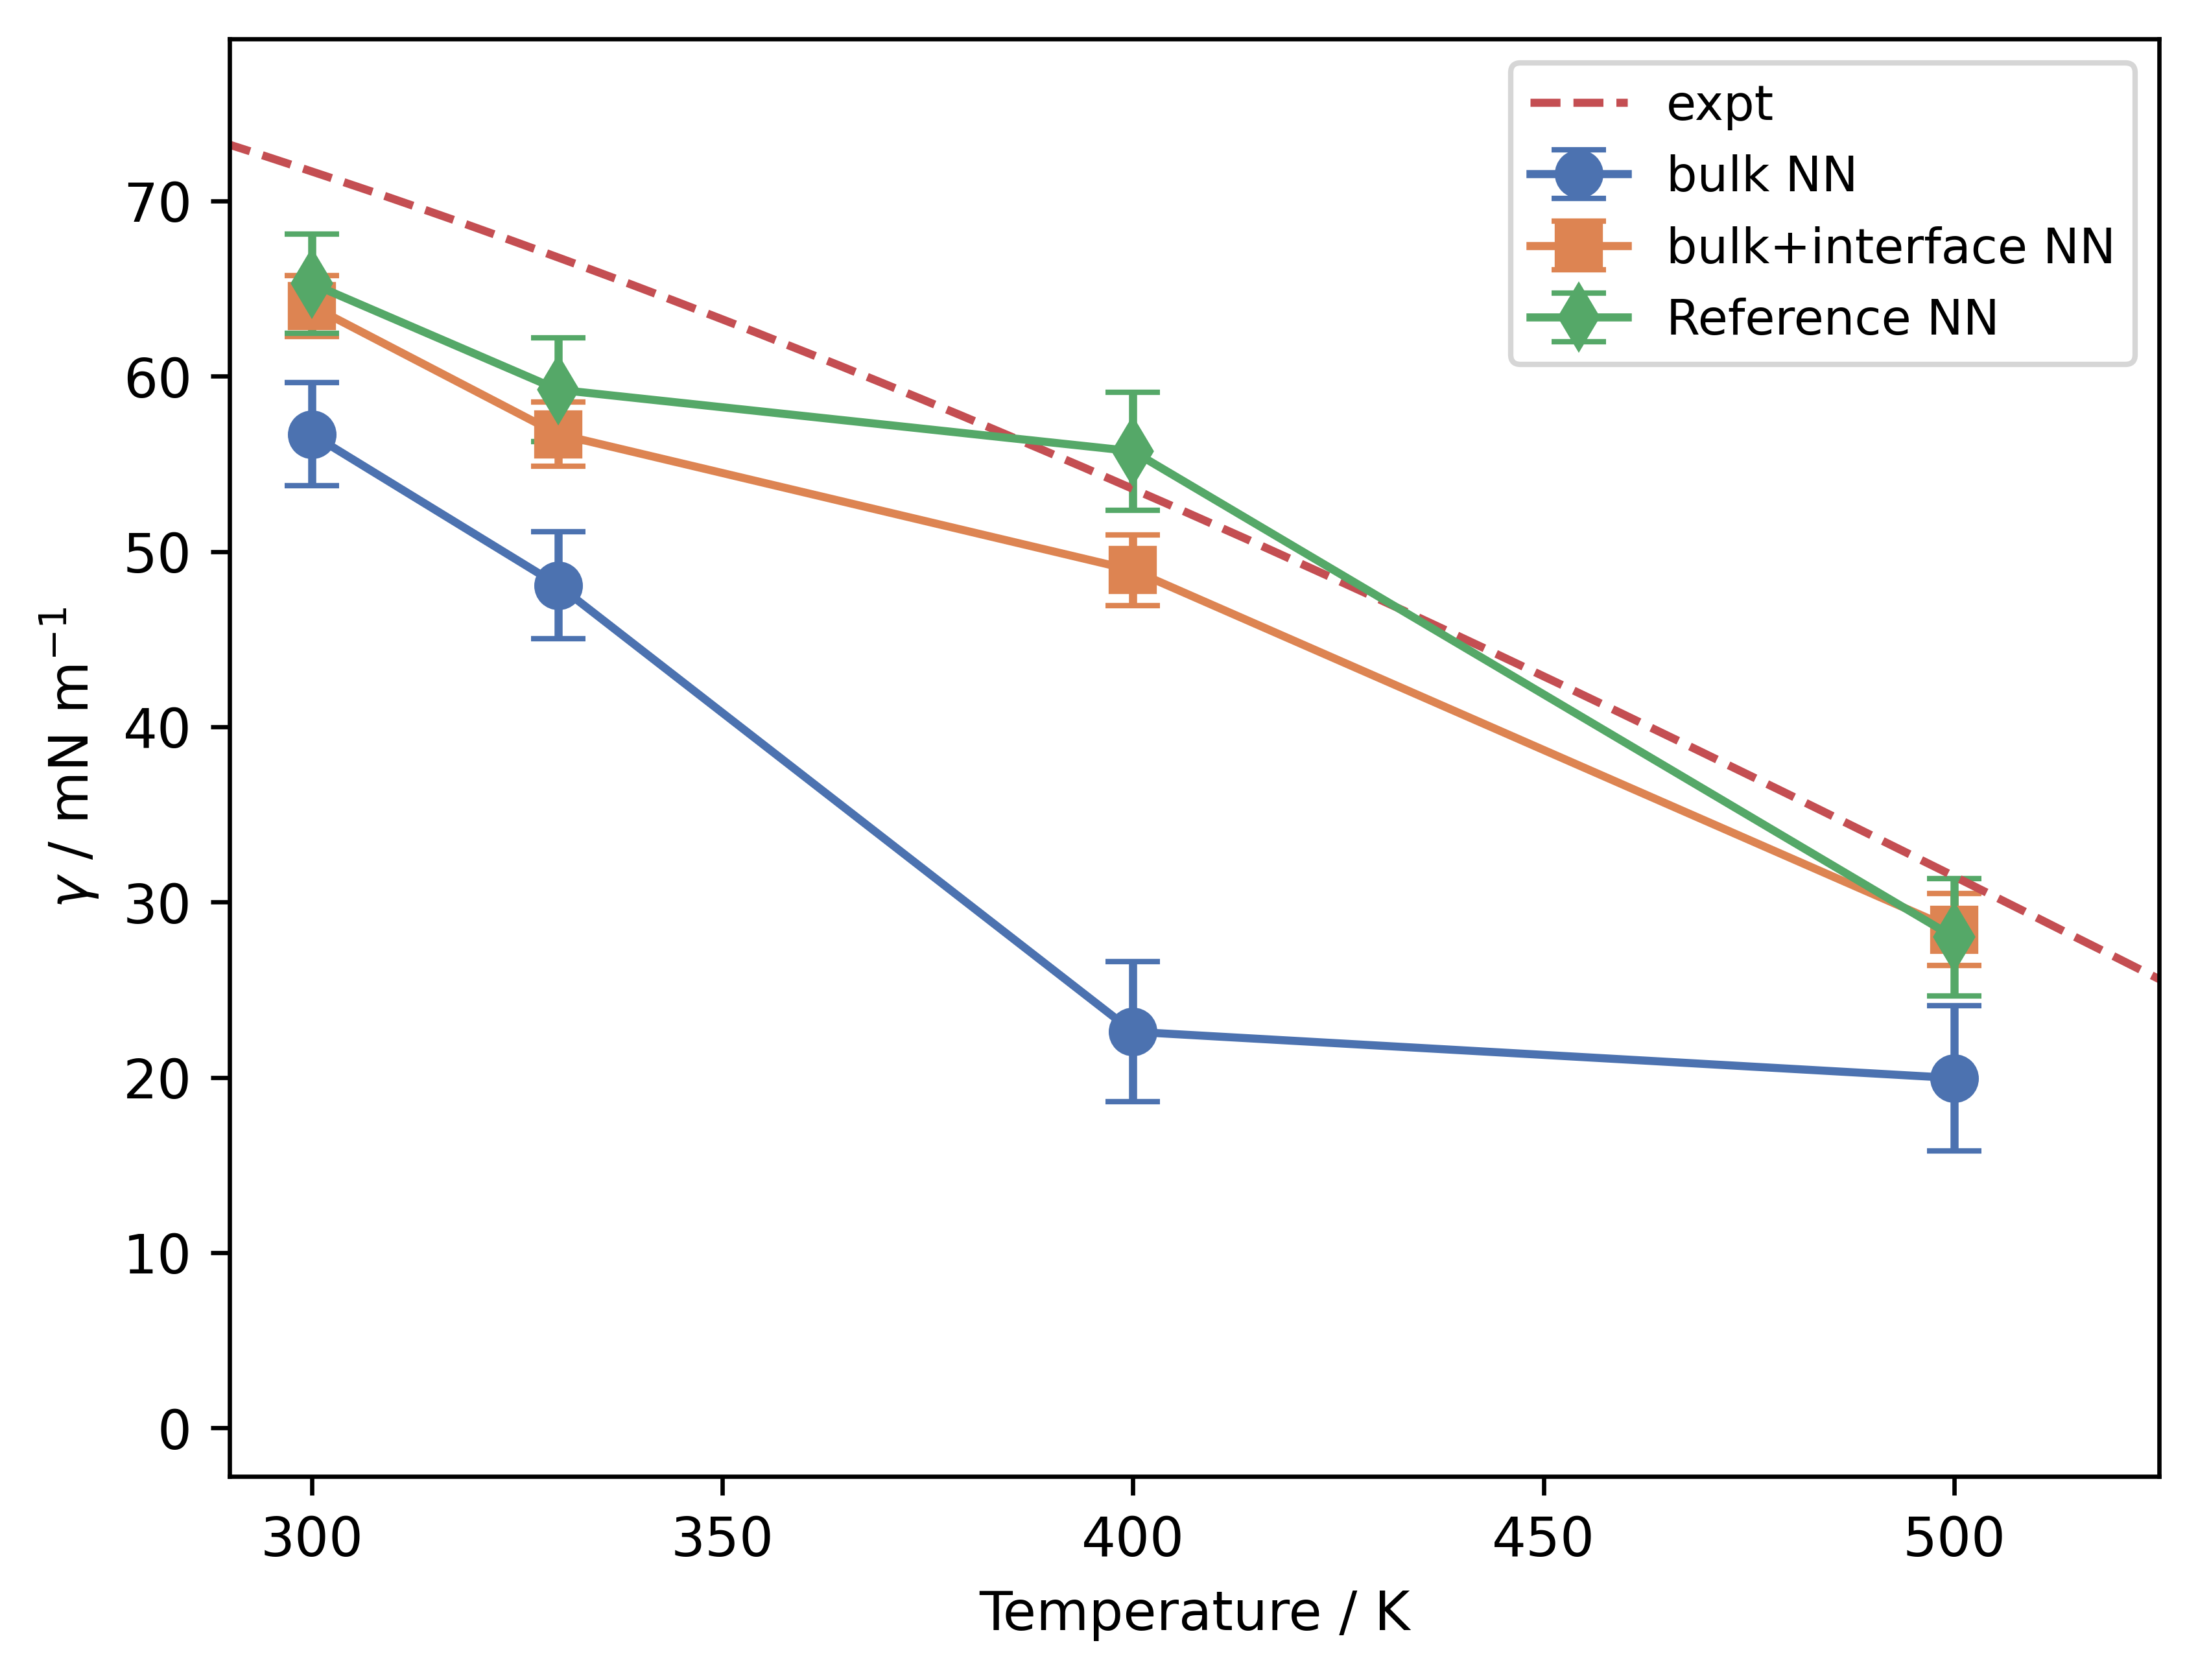 expt
bulk NN
bulk+interface NN
Reference NN
70
60
50
40
30
20
10
0
γ / mN m⁻¹
300 350 400 450 500
Temperature / K